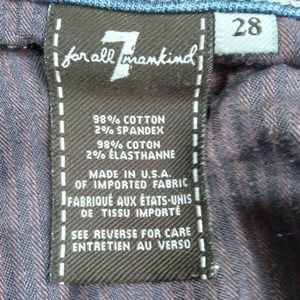 28
7
for all mankind
98% COTTON
2% SPANDEX
98% COTON
2% ÉLASTHANNE
MADE IN U.S.A.
OF IMPORTED FABRIC
FABRIQUÉ AUX ÉTATS-UNIS
DE TISSU IMPORTÉ
SEE REVERSE FOR CARE
ENTRETIEN AU VERSO